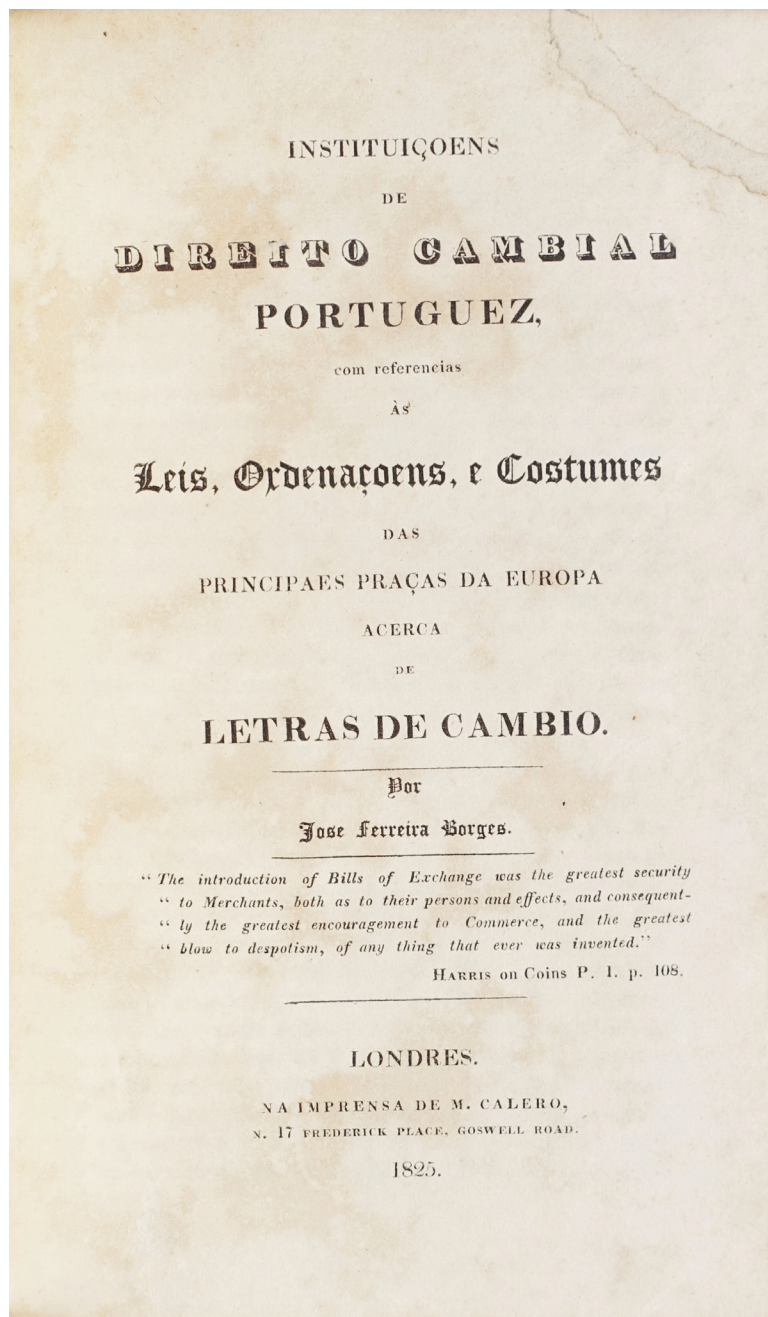 INSTITUIÇOENS
DE
DIREITO CAMBIAL
PORTUGUEZ,
com referencias
ÀS
Leis, Ordenaçoens, e Costumes
DAS
PRINCIPAES PRAÇAS DA EUROPA
ACERCA
DE
LETRAS DE CAMBIO.
Por
Jose Ferreira Borges.
“ The introduction of Bills of Exchange was the greatest security
“ to Merchants, both as to their persons and effects, and consequent-
“ ly the greatest encouragement to Commerce, and the greatest
“ blow to despotism, of any thing that ever was invented.”
HARRIS on Coins P. 1. p. 108.
LONDRES.
NA IMPRENSA DE M. CALERO,
N. 17 FREDERICK PLACE, GOSWELL ROAD.
1825.